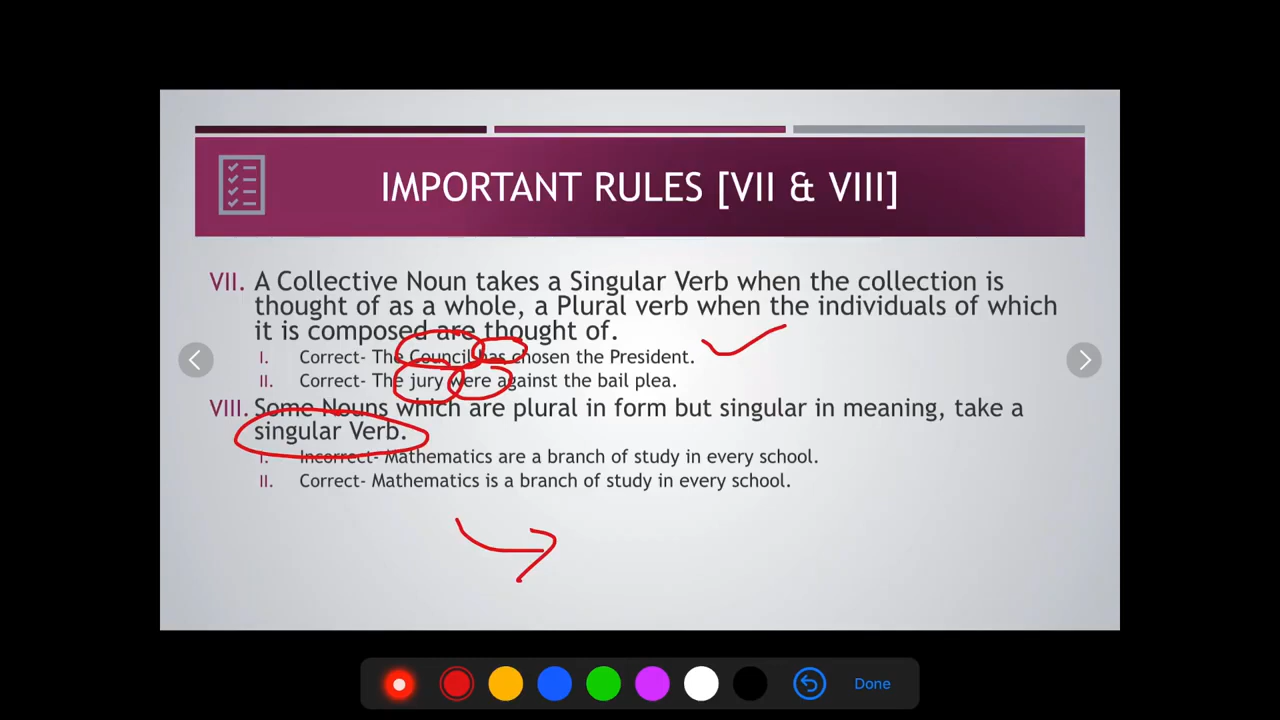 IMPORTANT RULES [VII & VIII]
VII. A Collective Noun takes a Singular Verb when the collection is
thought of as a whole, a Plural verb when the individuals of which
it is composed are thought of.
I. Correct- The Council has chosen the President.
II. Correct- The jury were against the bail plea.
VIII. Some Nouns which are plural in form but singular in meaning, take a
singular Verb.
I. Incorrect- Mathematics are a branch of study in every school.
II. Correct- Mathematics is a branch of study in every school.
Done